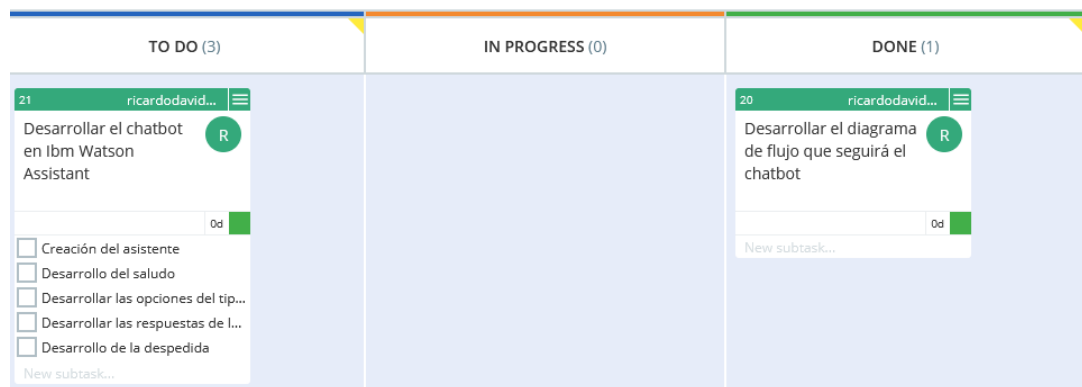 TO DO (3)
IN PROGRESS (0)
DONE (1)
21 ricardodavid...
Desarrollar el chatbot
en Ibm Watson
Assistant
R
0d
Creación del asistente
Desarrollo del saludo
Desarrollar las opciones del tip...
Desarrollar las respuestas de l...
Desarrollo de la despedida
New subtask...
20 ricardodavid...
Desarrollar el diagrama
de flujo que seguirá el
chatbot
R
0d
New subtask...